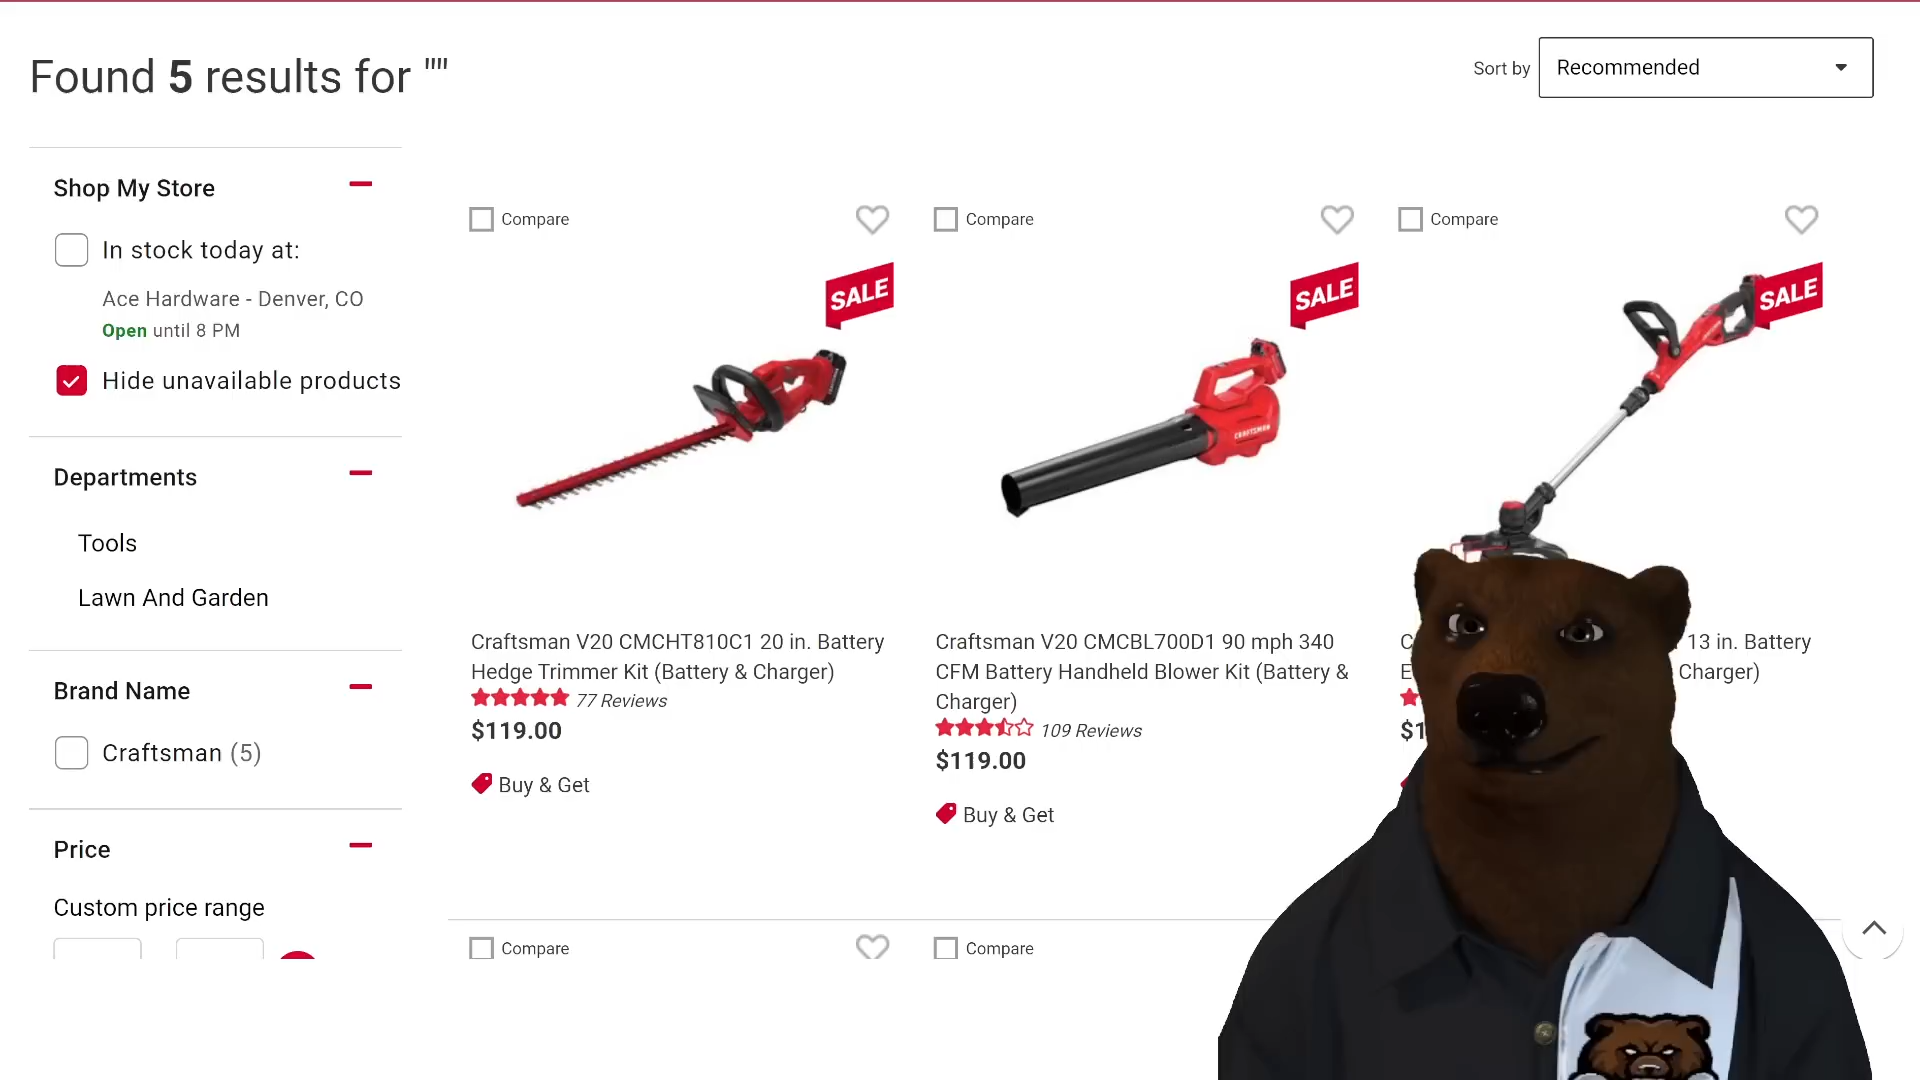 Found 5 results for ""
Sort by
Recommended
Shop My Store
In stock today at:
Ace Hardware - Denver, CO
Open until 8 PM
Hide unavailable products
Departments
Tools
Lawn And Garden
Brand Name
Craftsman (5)
Price
Custom price range
Compare
SALE
CRAFTSMAN
Craftsman V20 CMCHT810C1 20 in. Battery
Hedge Trimmer Kit (Battery & Charger)
77 Reviews
$119.00
Buy & Get
Compare
SALE
CRAFTSMAN
Craftsman V20 CMCBL700D1 90 mph 340
CFM Battery Handheld Blower Kit (Battery &
Charger)
109 Reviews
$119.00
Buy & Get
Compare
SALE
13 in. Battery
Charger)
Compare
Compare